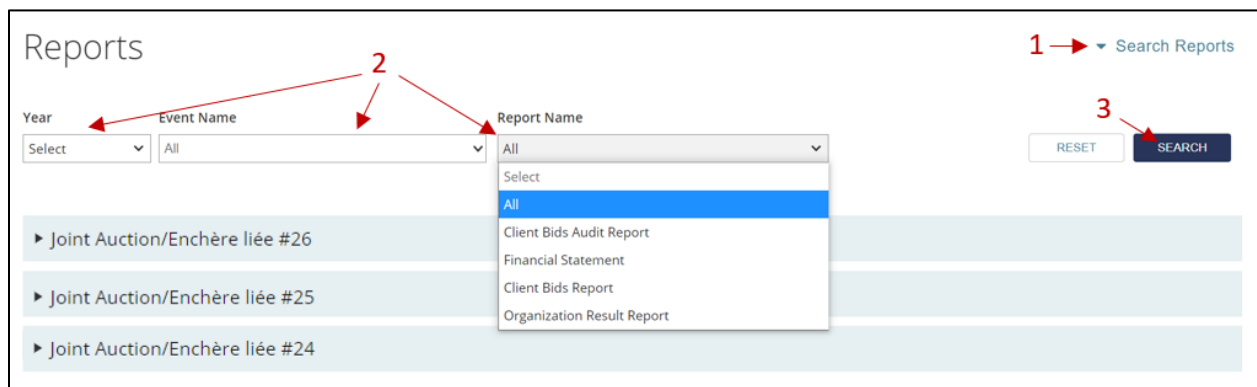 Reports
1
Search Reports
2
Year
Event Name
Report Name
3
Select
All
All
RESET
SEARCH
Select
All
Client Bids Audit Report
Financial Statement
Client Bids Report
Organization Result Report
Joint Auction/Enchère liée #26
Joint Auction/Enchère liée #25
Joint Auction/Enchère liée #24